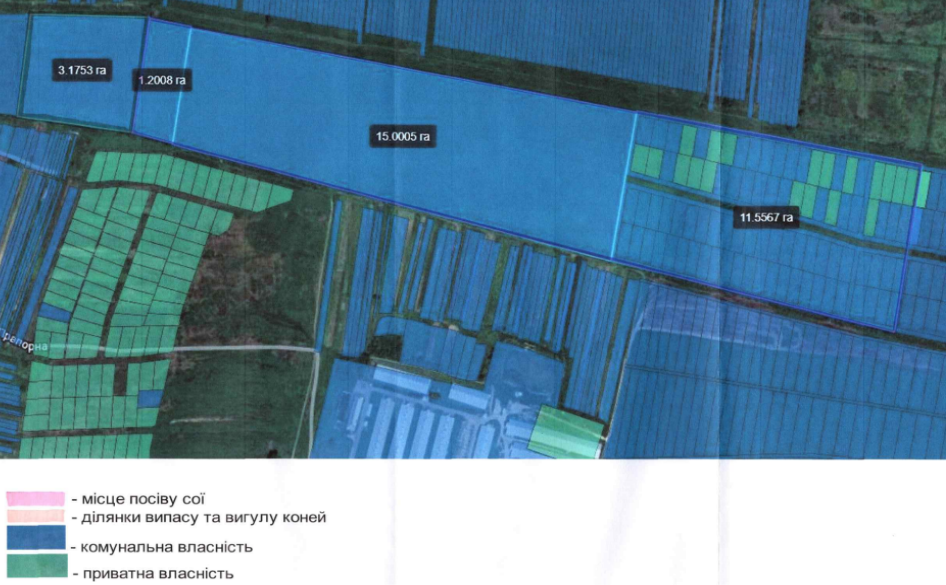 3.1753 га
1.2008 га
15.0005 га
11.5567 га
- місце посіву сої
- ділянки випасу та вигулу коней
- комунальна власність
- приватна власність